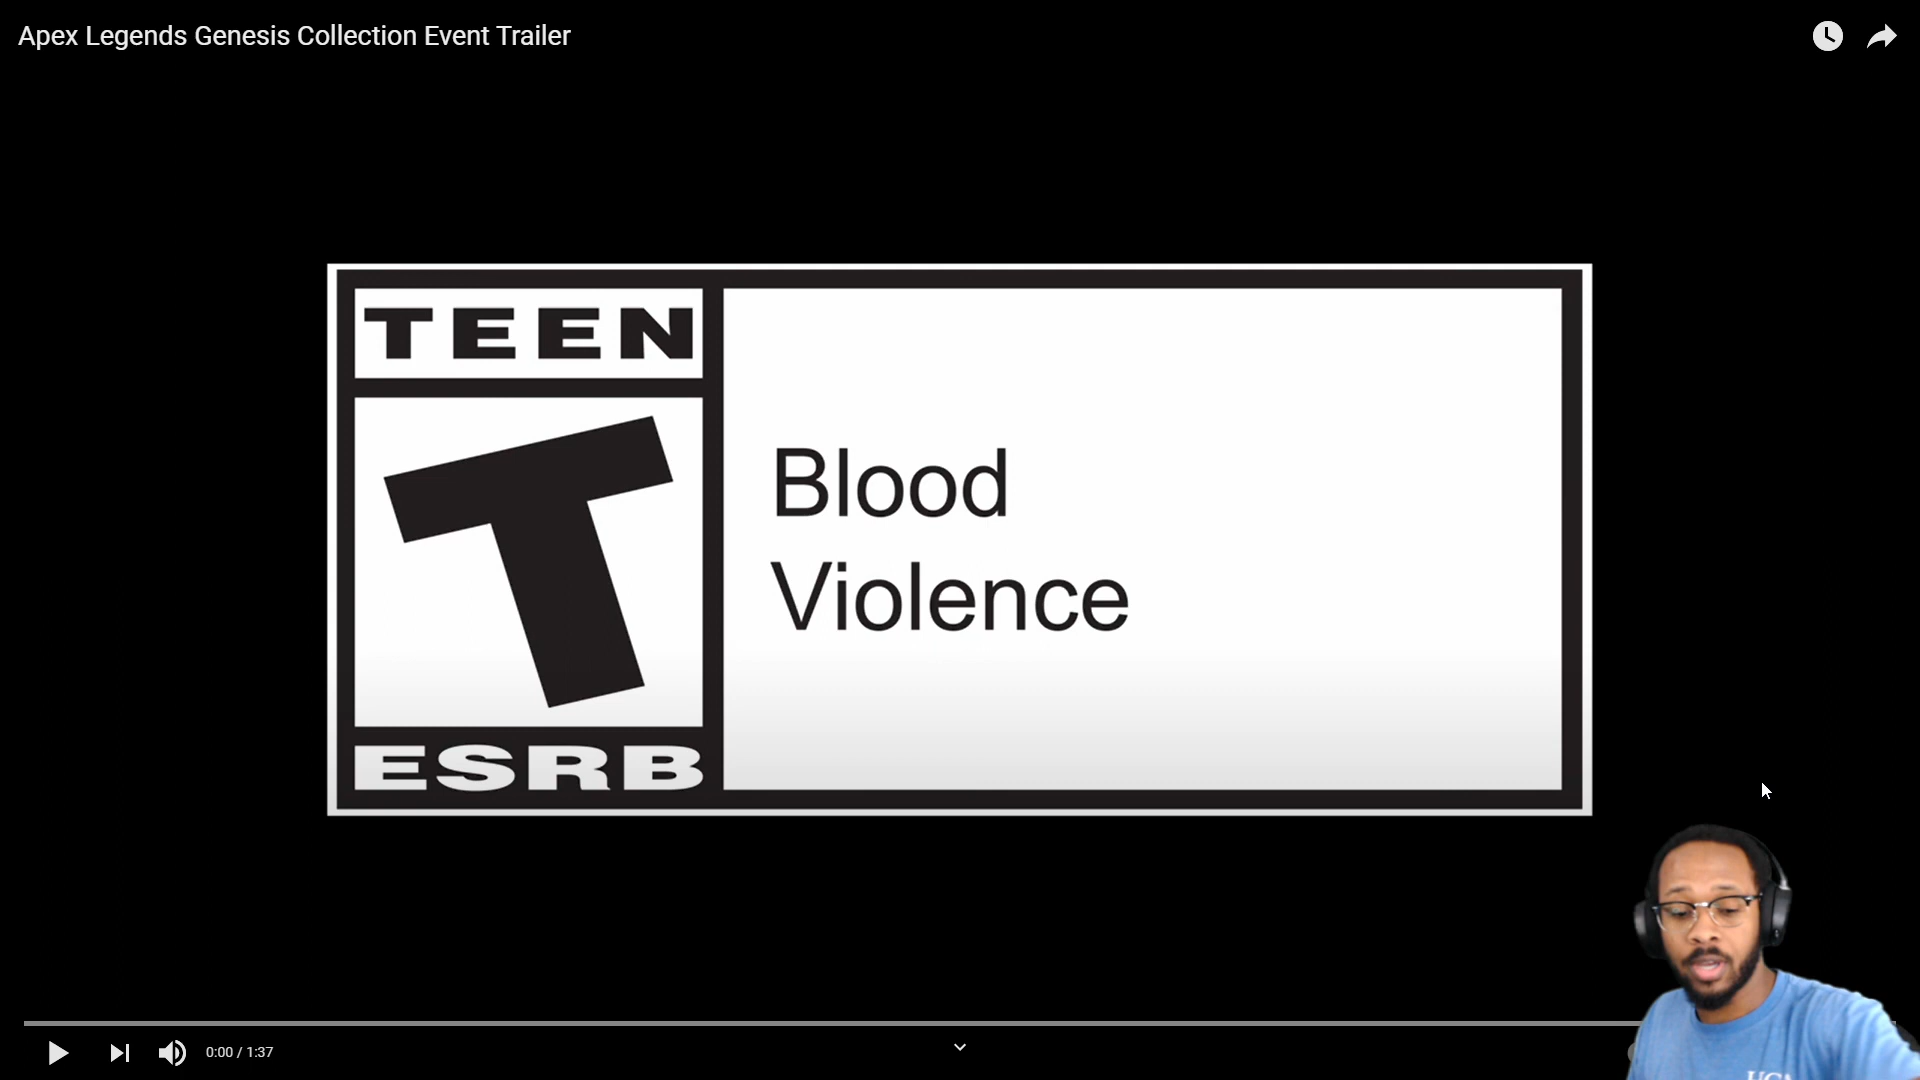 Apex Legends Genesis Collection Event Trailer
TEEN
T
ESRB
Blood
Violence
0:00 / 1:37